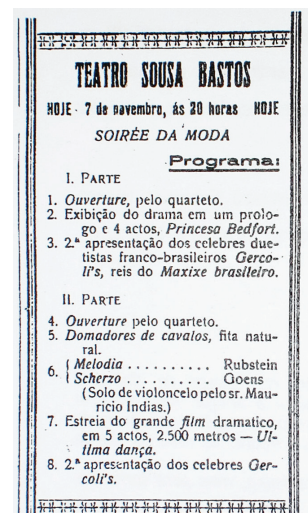 TEATRO SOUSA BASTOS
HOJE - 7 de novembro, ás 20 horas HOJE
SOIRÉE DA MODA
Programa:
I. PARTE
1. Ouverture, pelo quarteto.
2. Exibição do drama em um prolo-
go e 4 actos, Princesa Bedfort.
3. 2.ª apresentação dos celebres due-
tistas franco-brasileiros Gerco-
li's, reis do Maxixe brasileiro.
II. PARTE
4. Ouverture pelo quarteto.
5. Domadores de cavalos, fita natu-
ral.
6. ( Melodia . . . . . . . . . . Rubstein
( Scherzo . . . . . . . . . . Goens
(Solo de violoncelo pelo sr. Mau-
ricio Indias.)
7. Estreia do grande film dramatico,
em 5 actos, 2.500 metros — Ul-
tima dança.
8. 2.ª apresentação dos celebres Ger-
coli's.